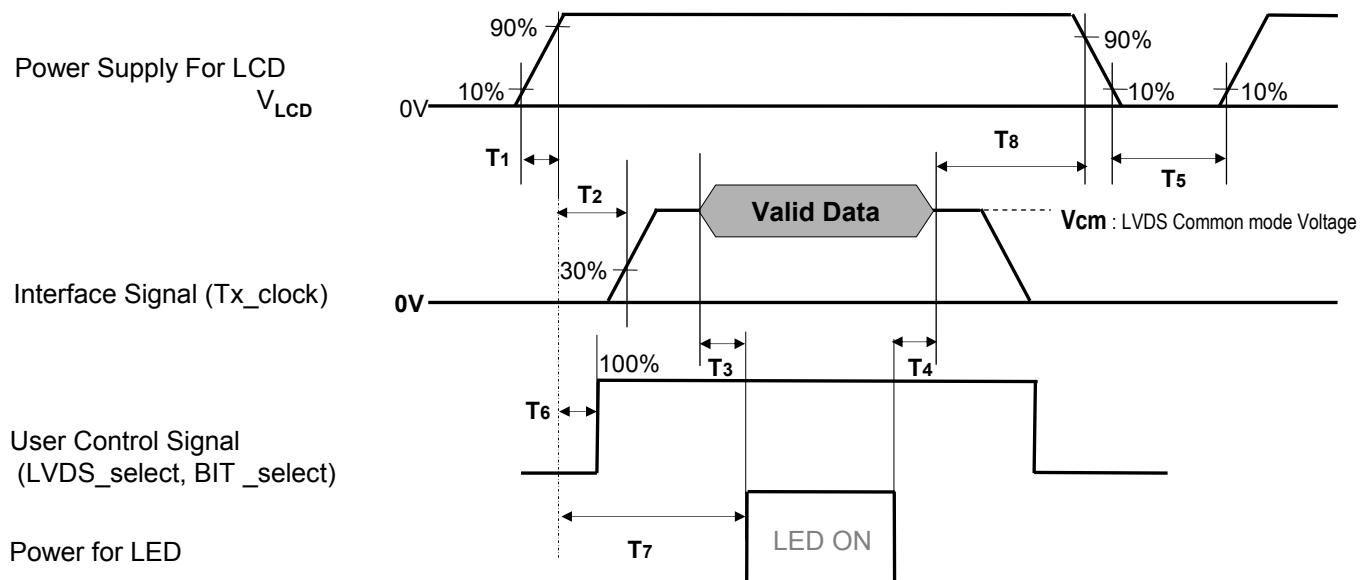 90%
90%
Power Supply For LCD
VLCD
10%
10%
10%
0V
T1
T8
T2
T5
Valid Data
Vcm : LVDS Common mode Voltage
30%
Interface Signal (Tx_clock)
0V
T3
T4
100%
T6
User Control Signal
(LVDS_select, BIT _select)
T7
LED ON
Power for LED